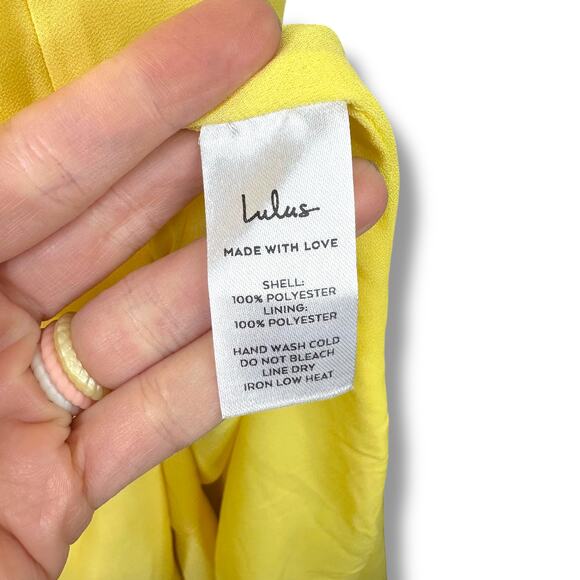 Lulus
MADE WITH LOVE
SHELL:
100% POLYESTER
LINING:
100% POLYESTER
HAND WASH COLD
DO NOT BLEACH
LINE DRY
IRON LOW HEAT